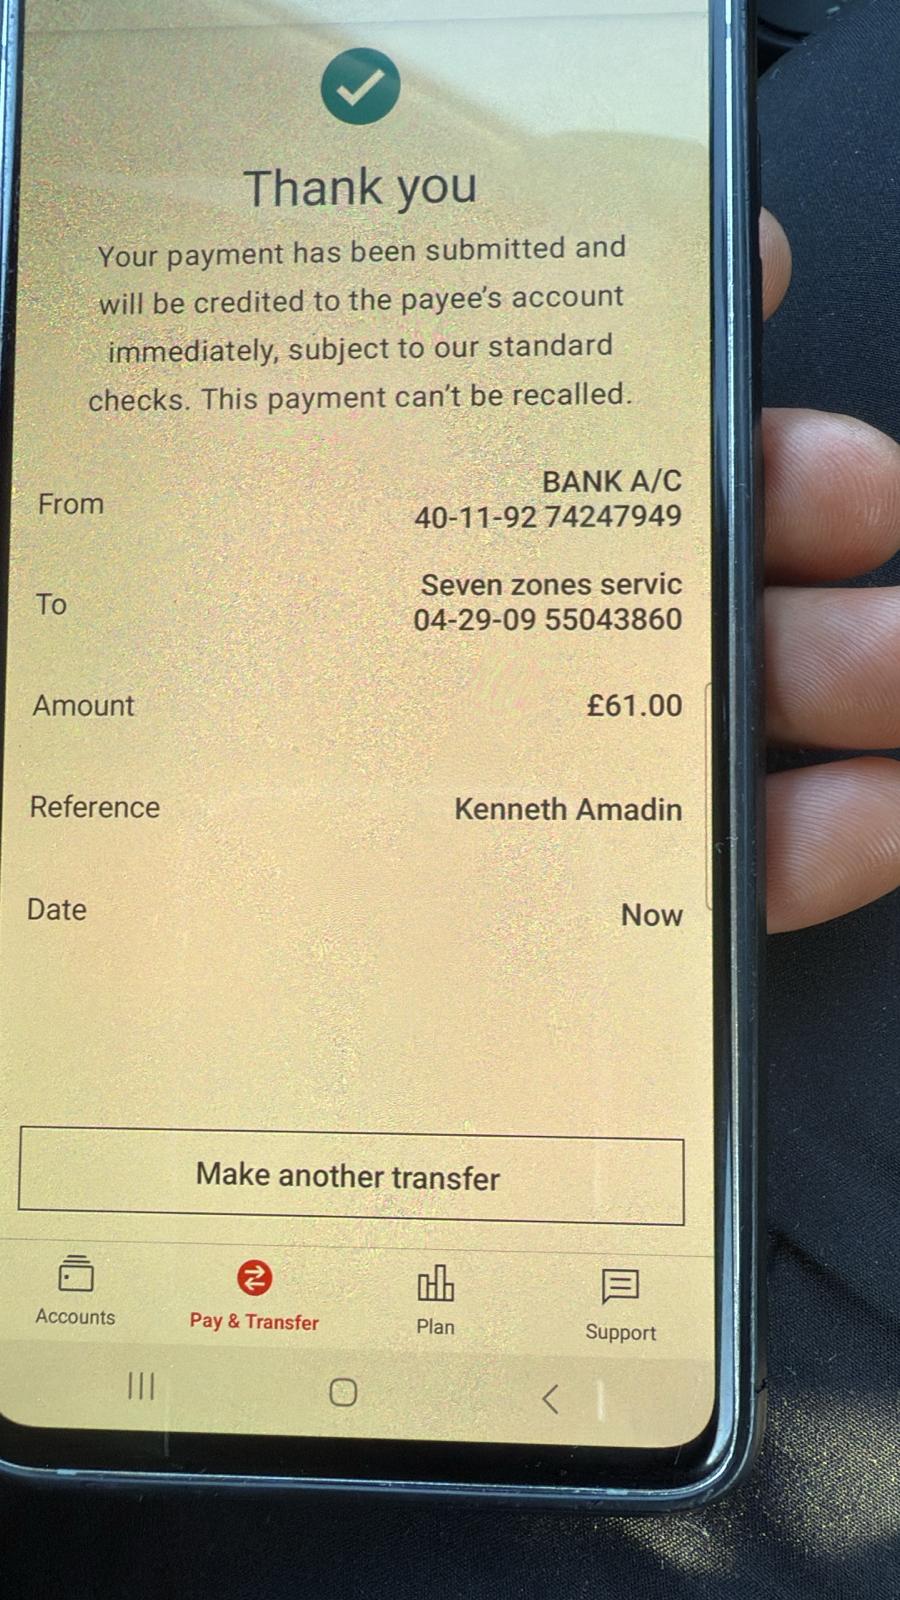 Thank you
Your payment has been submitted and
will be credited to the payee's account
immediately, subject to our standard
checks. This payment can't be recalled.
From
BANK A/C
40-11-92 74247949
To
Seven zones servic
04-29-09 55043860
Amount
£61.00
Reference
Kenneth Amadin
Date
Now
Make another transfer
Accounts
Pay & Transfer
Plan
Support